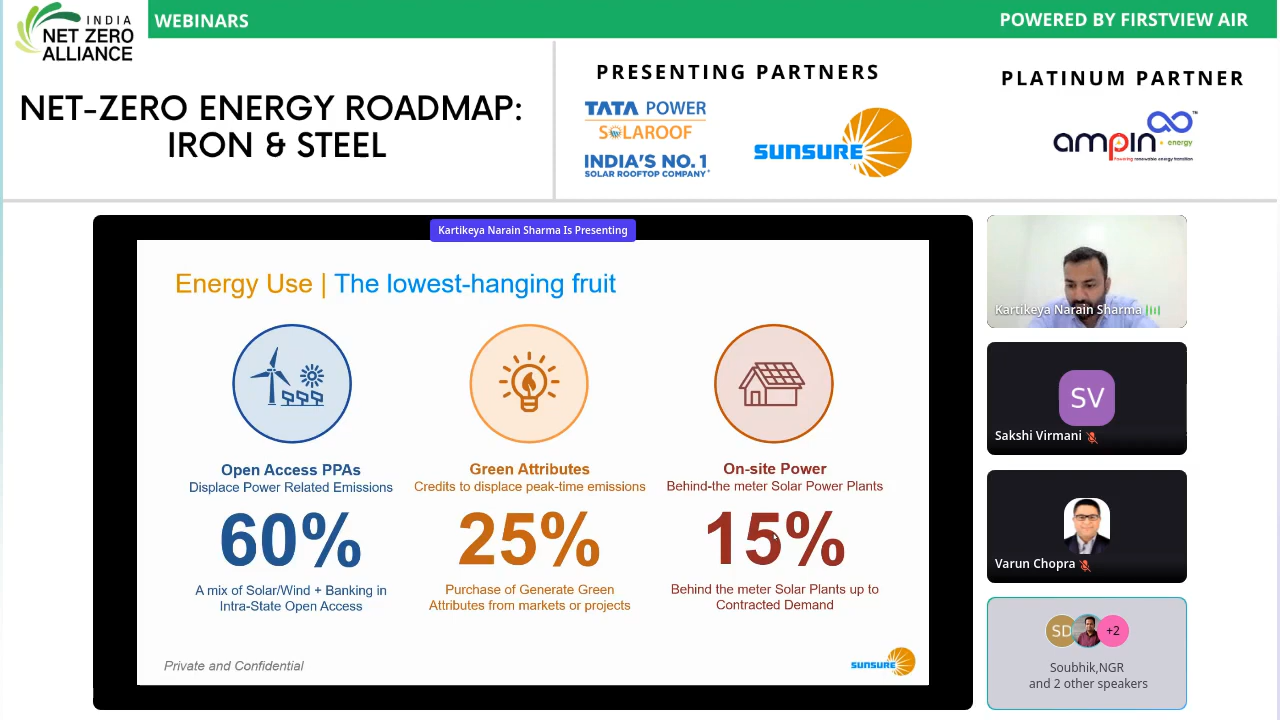 INDIA
NET ZERO
ALLIANCE
WEBINARS
POWERED BY FIRSTVIEW AIR
NET-ZERO ENERGY ROADMAP:
IRON & STEEL
PRESENTING PARTNERS
TATA POWER
SOLAROOF
INDIA'S NO.1
SOLAR ROOFTOP COMPANY*
SUNSURE
PLATINUM PARTNER
ampin™
energy
Powering renewable energy transition
Kartikeya Narain Sharma Is Presenting
Energy Use | The lowest-hanging fruit
Open Access PPAs
Displace Power Related Emissions
60%
A mix of Solar/Wind + Banking in
Intra-State Open Access
Green Attributes
Credits to displace peak-time emissions
25%
Purchase of Generate Green
Attributes from markets or projects
On-site Power
Behind-the meter Solar Power Plants
15%
Behind the meter Solar Plants up to
Contracted Demand
Private and Confidential
SUNSURE
Kartikeya Narain Sharma
SV
Sakshi Virmani
Varun Chopra
SD
+2
Soubhik,NGR
and 2 other speakers